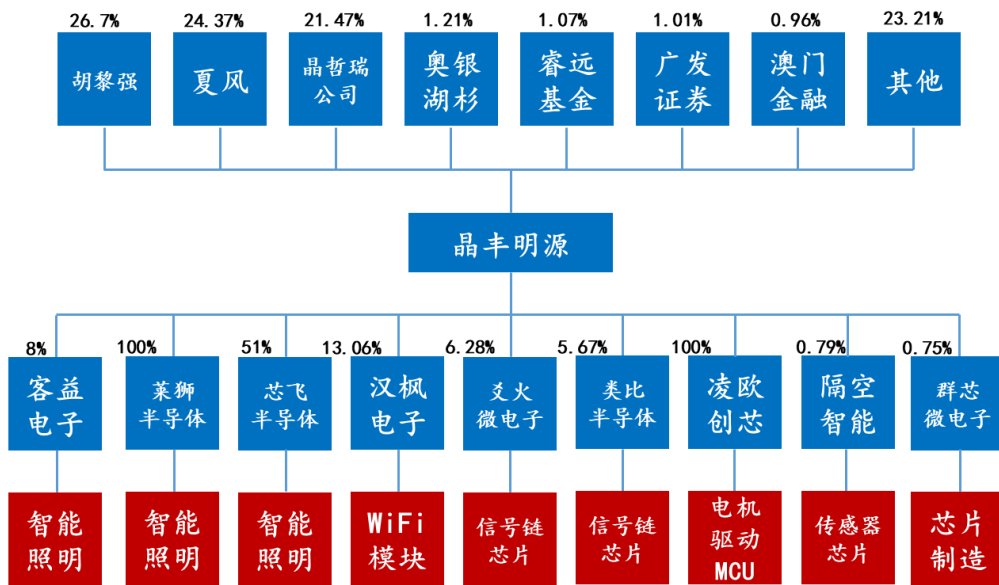 26.7%
24.37%
21.47%
1.21%
1.07%
1.01%
0.96%
23.21%
胡黎强
夏风
晶哲瑞
公司
奥银
湖杉
睿远
基金
广发
证券
澳门
金融
其他
晶丰明源
8%
100%
51%
13.06%
6.28%
5.67%
100%
0.79%
0.75%
客益
电子
莱狮
半导体
芯飞
半导体
汉枫
电子
爻火
微电子
类比
半导体
凌欧
创芯
隔空
智能
群芯
微电子
智能
照明
智能
照明
智能
照明
WiFi
模块
信号链
芯片
信号链
芯片
电机
驱动
MCU
传感器
芯片
芯片
制造